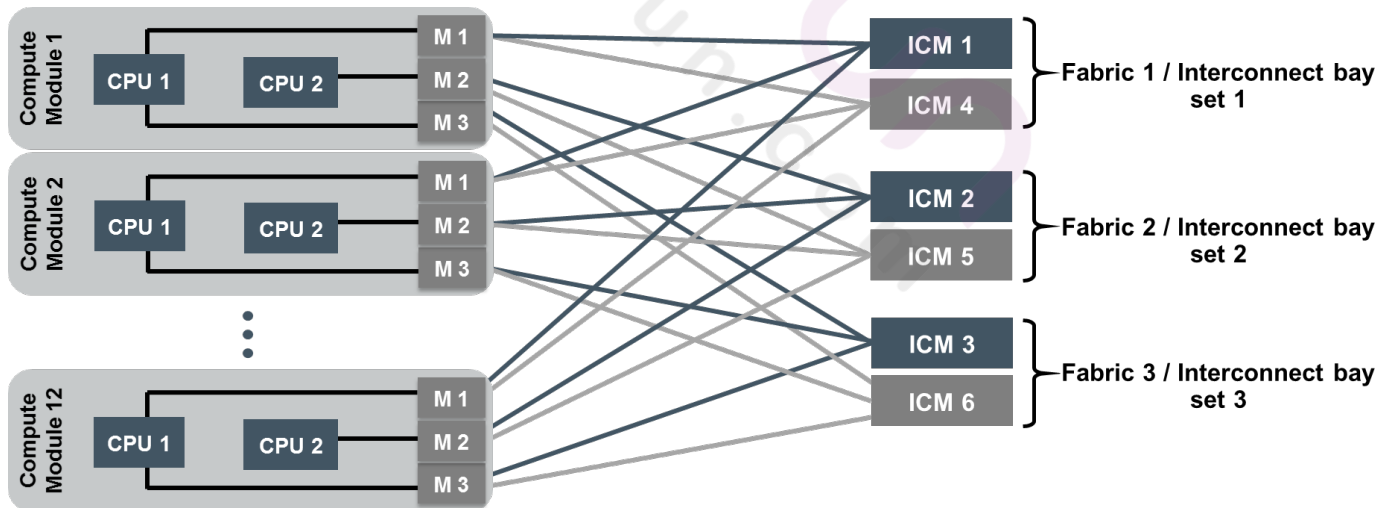 Compute
Module 1
CPU 1
CPU 2
M 1
M 2
M 3
Compute
Module 2
CPU 1
CPU 2
M 1
M 2
M 3
Compute
Module 12
CPU 1
CPU 2
M 1
M 2
M 3
ICM 1
ICM 4
Fabric 1 / Interconnect bay
set 1
ICM 2
ICM 5
Fabric 2 / Interconnect bay
set 2
ICM 3
ICM 6
Fabric 3 / Interconnect bay
set 3